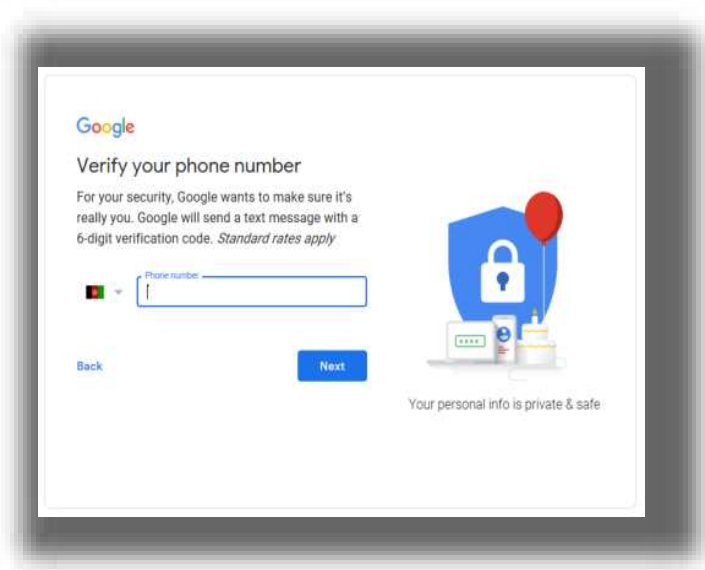 Google
Verify your phone number
For your security, Google wants to make sure it's
really you. Google will send a text message with a
6-digit verification code. Standard rates apply
Phone number
Back
Next
Your personal info is private & safe